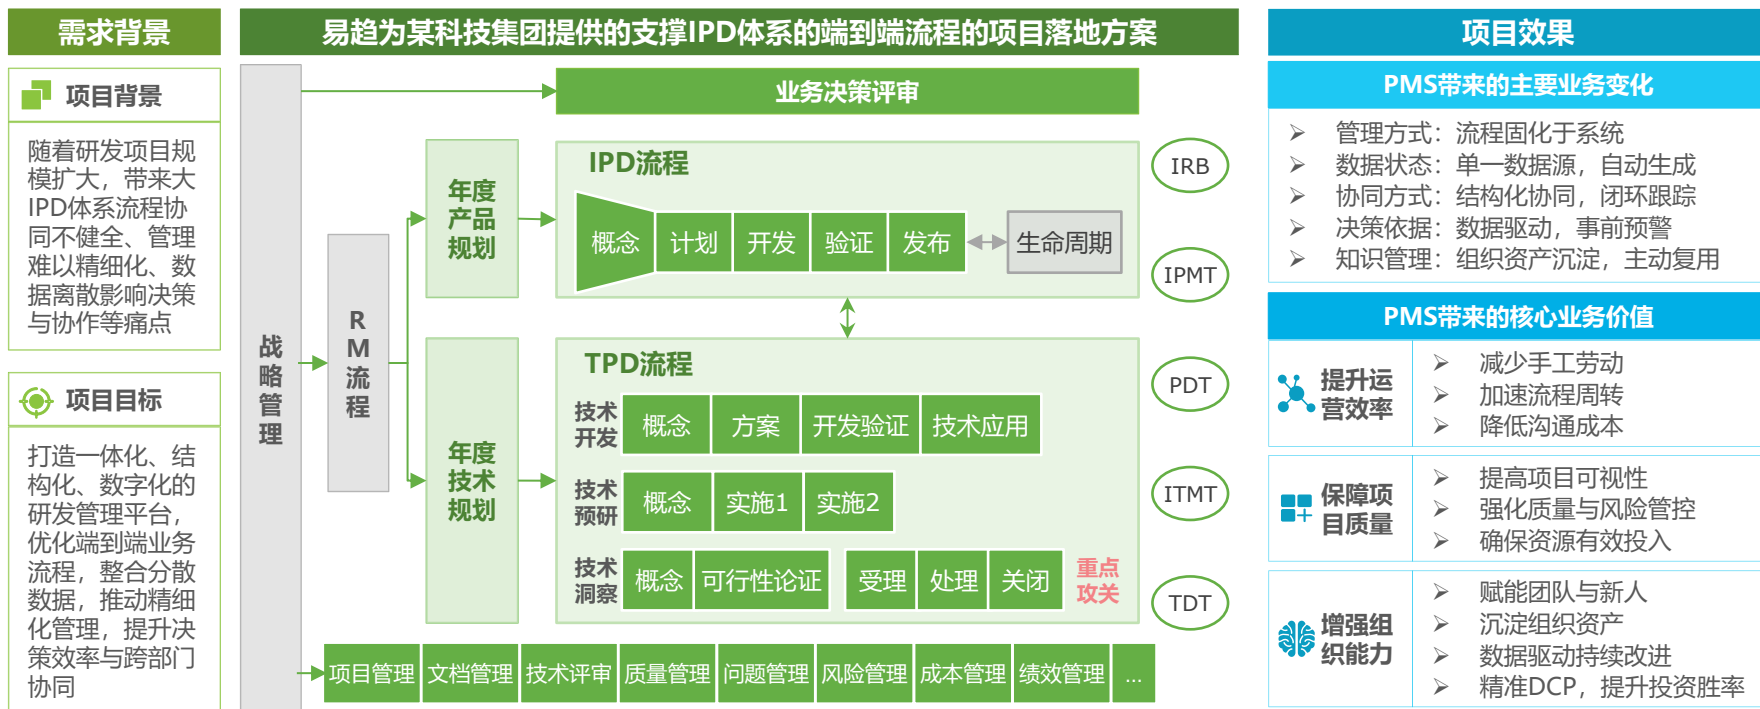 需求背景
项目背景
随着研发项目规
模扩大，带来大
IPD体系流程协
同不健全、管理
难以精细化、数
据离散影响决策
与协作等痛点
项目目标
打造一体化、结
构化、数字化的
研发管理平台，
优化端到端业务
流程，整合分散
数据，推动精细
化管理，提升决
策效率与跨部门
协同
易趋为某科技集团提供的支撑IPD体系的端到端流程的项目落地方案
战
略
管
理
R
M
流
程
业务决策评审
年度
产品
规划
IPD流程
概念
计划
开发
验证
发布
生命周期
年度
技术
规划
TPD流程
技术
开发
概念
方案
开发验证
技术应用
技术
预研
概念
实施1
实施2
技术
洞察
概念
可行性论证
受理
处理
关闭
重点
攻关
IRB
IPMT
PDT
ITMT
TDT
项目管理
文档管理
技术评审
质量管理
问题管理
风险管理
成本管理
绩效管理
...
项目效果
PMS带来的主要业务变化
➢ 管理方式：流程固化于系统
➢ 数据状态：单一数据源，自动生成
➢ 协同方式：结构化协同，闭环跟踪
➢ 决策依据：数据驱动，事前预警
➢ 知识管理：组织资产沉淀，主动复用
PMS带来的核心业务价值
提升运
营效率
➢ 减少手工劳动
➢ 加速流程周转
➢ 降低沟通成本
保障项
目质量
➢ 提高项目可视性
➢ 强化质量与风险管控
➢ 确保资源有效投入
增强组
织能力
➢ 赋能团队与新人
➢ 沉淀组织资产
➢ 数据驱动持续改进
➢ 精准DCP，提升投资胜率